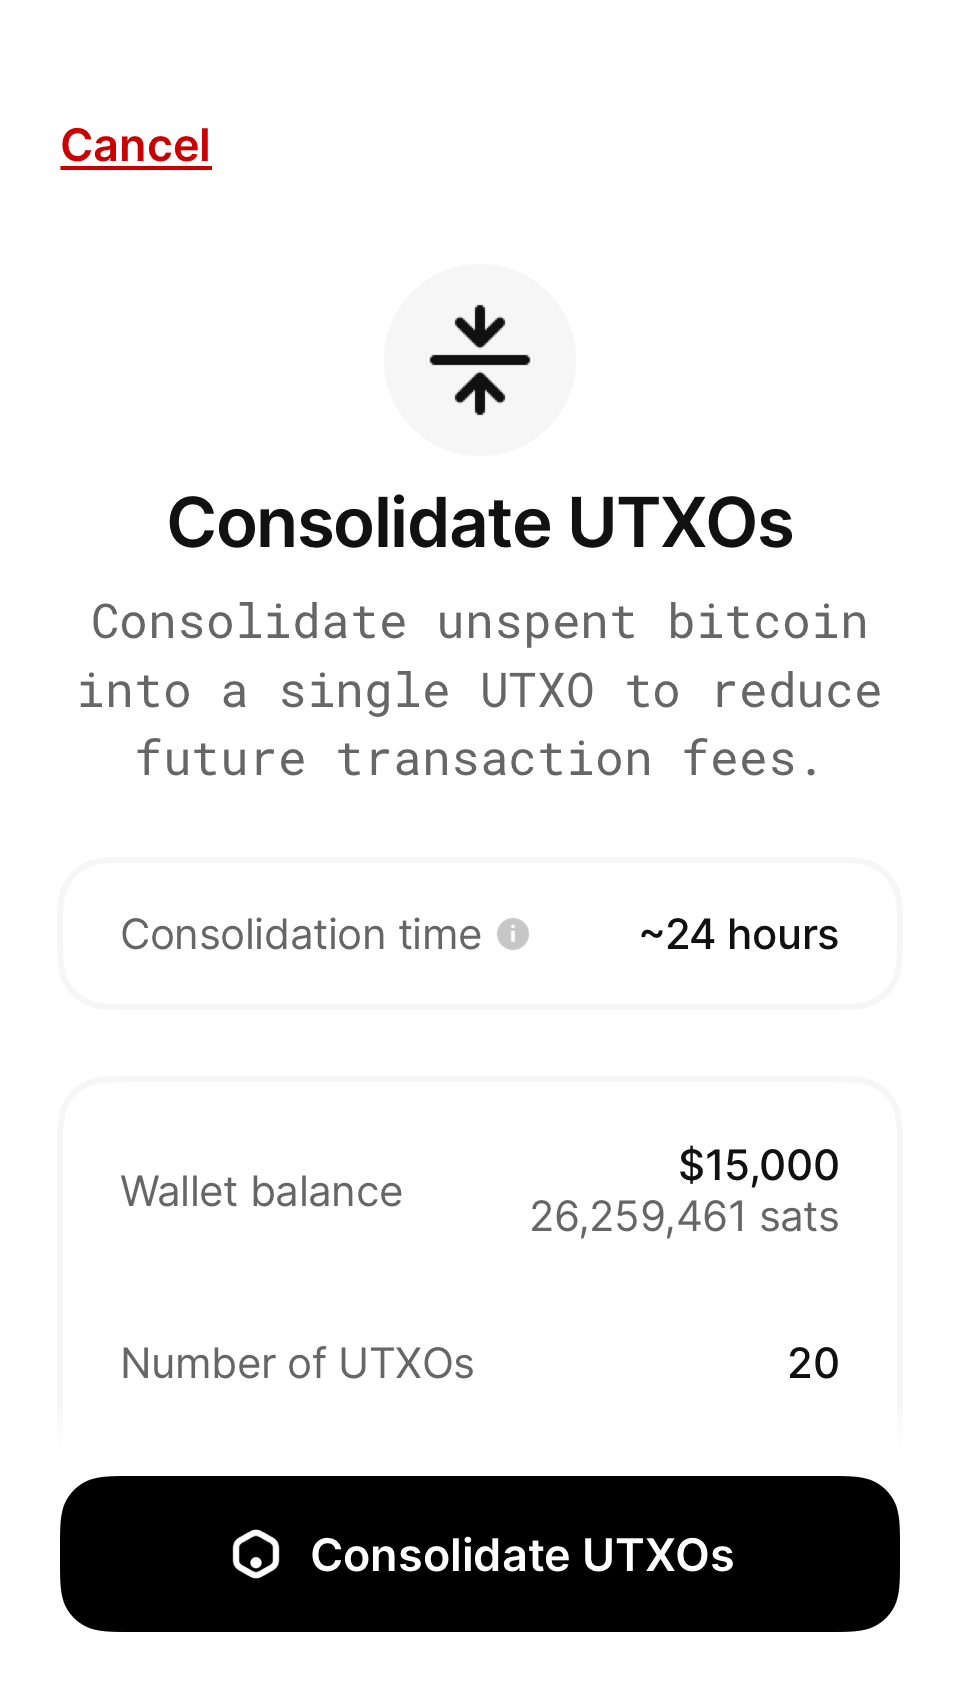 Cancel
Consolidate UTXOs
Consolidate unspent bitcoin
into a single UTXO to reduce
future transaction fees.
Consolidation time ~24 hours
Wallet balance $15,000
26,259,461 sats
Number of UTXOs 20
Consolidate UTXOs